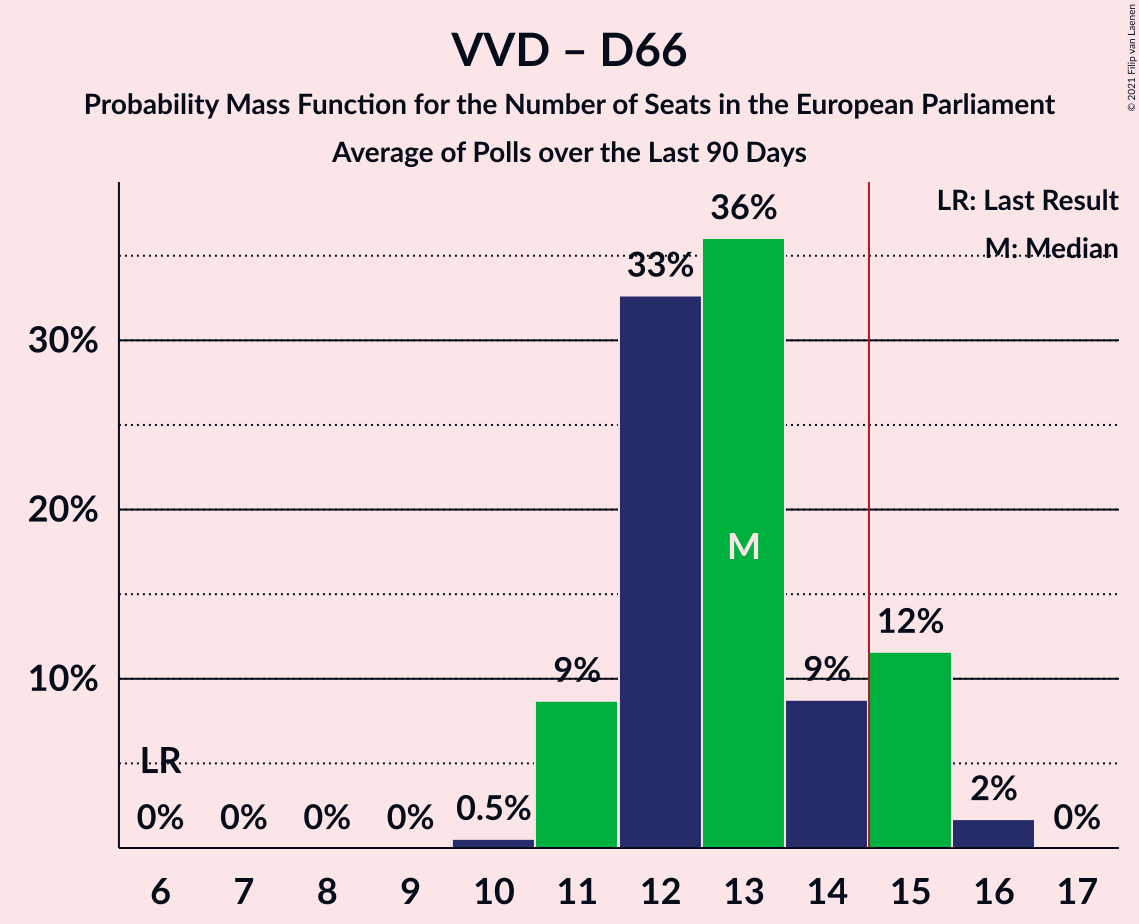 VVD – D66
Probability Mass Function for the Number of Seats in the European Parliament
Average of Polls over the Last 90 Days
© 2021 Filip van Laenen
LR: Last Result
M: Median
30%
20%
10%
LR
0%
0%
0%
0%
0.5%
9%
33%
36%
M
9%
12%
2%
0%
6 7 8 9 10 11 12 13 14 15 16 17